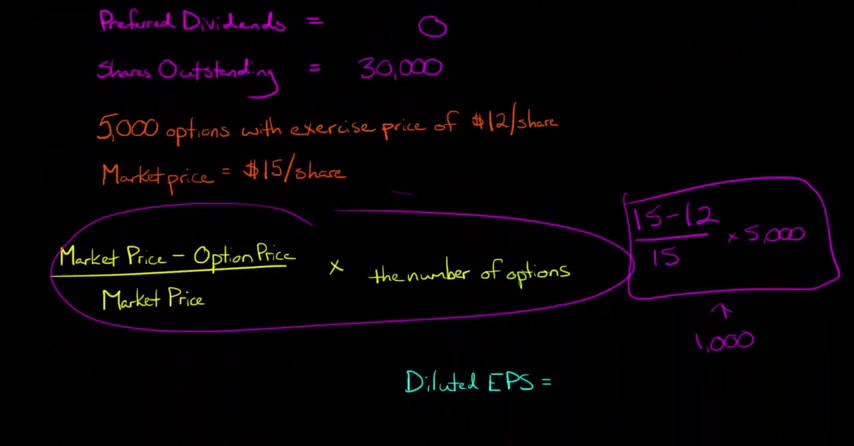 Preferred Dividends = 0
Shares Outstanding = 30,000
5,000 options with exercise price of $12/share
Market price = $15/share
Market Price - Option Price
Market Price
× the number of options
15-12
15
× 5,000
↑
1,000
Diluted EPS =